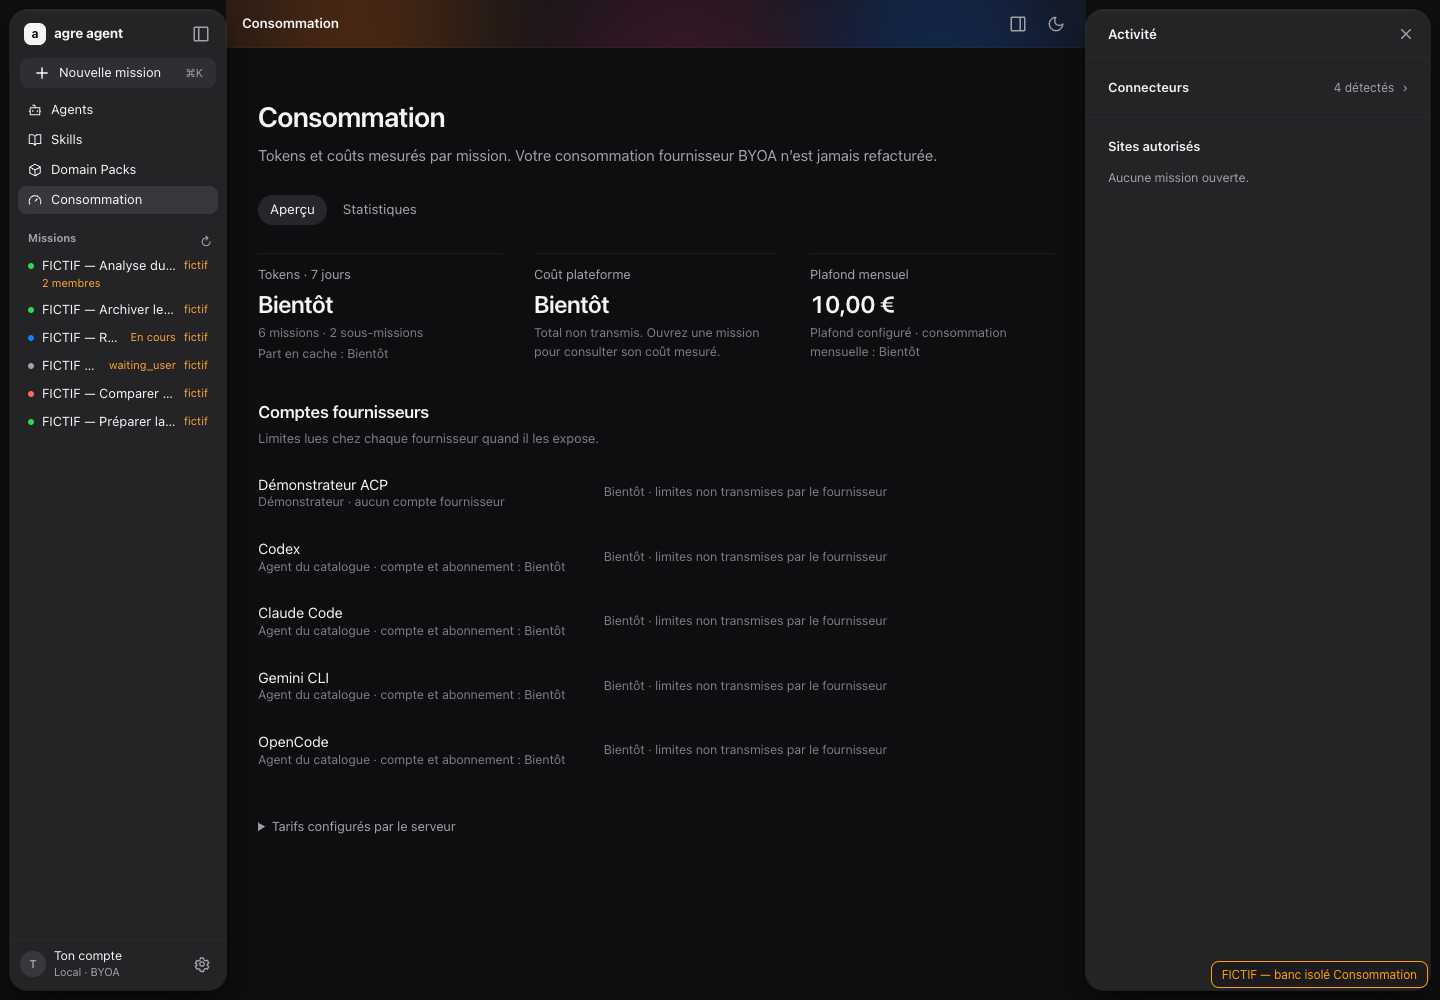 a agre agent
Nouvelle mission ⌘K
Agents
Skills
Domain Packs
Consommation
Missions
FICTIF — Analyse du… fictif
2 membres
FICTIF — Archiver le… fictif
FICTIF — R… En cours fictif
FICTIF … waiting_user fictif
FICTIF — Comparer … fictif
FICTIF — Préparer la… fictif
T Ton compte
Local · BYOA
Consommation
Consommation
Tokens et coûts mesurés par mission. Votre consommation fournisseur BYOA n’est jamais refacturée.
Aperçu Statistiques
Tokens · 7 jours
Bientôt
6 missions · 2 sous-missions
Part en cache : Bientôt
Coût plateforme
Bientôt
Total non transmis. Ouvrez une mission
pour consulter son coût mesuré.
Plafond mensuel
10,00 €
Plafond configuré · consommation
mensuelle : Bientôt
Comptes fournisseurs
Limites lues chez chaque fournisseur quand il les expose.
Démonstrateur ACP
Démonstrateur · aucun compte fournisseur
Bientôt · limites non transmises par le fournisseur
Codex
Agent du catalogue · compte et abonnement : Bientôt
Bientôt · limites non transmises par le fournisseur
Claude Code
Agent du catalogue · compte et abonnement : Bientôt
Bientôt · limites non transmises par le fournisseur
Gemini CLI
Agent du catalogue · compte et abonnement : Bientôt
Bientôt · limites non transmises par le fournisseur
OpenCode
Agent du catalogue · compte et abonnement : Bientôt
Bientôt · limites non transmises par le fournisseur
Tarifs configurés par le serveur
Activité
Connecteurs 4 détectés ›
Sites autorisés
Aucune mission ouverte.
FICTIF — banc isolé Consommation